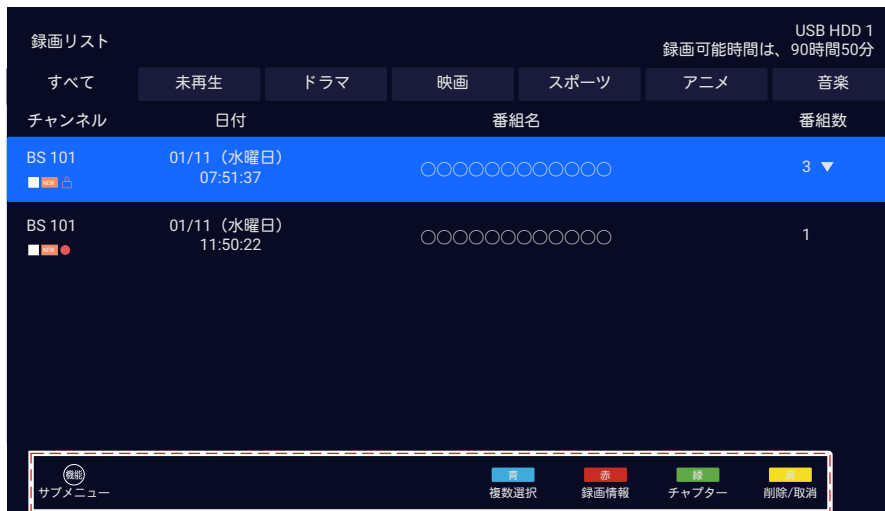 録画リスト
USB HDD 1
録画可能時間は、90時間50分
すべて 未再生 ドラマ 映画 スポーツ アニメ 音楽
チャンネル 日付 番組名 番組数
BS 101 01/11（水曜日） 07:51:37 〇〇〇〇〇〇〇〇〇〇〇〇 3 ▼
NEW
BS 101 01/11（水曜日） 11:50:22 〇〇〇〇〇〇〇〇〇〇〇〇 1
NEW
機能 青 赤 緑
サブメニュー 複数選択 録画情報 チャプター 削除/取消